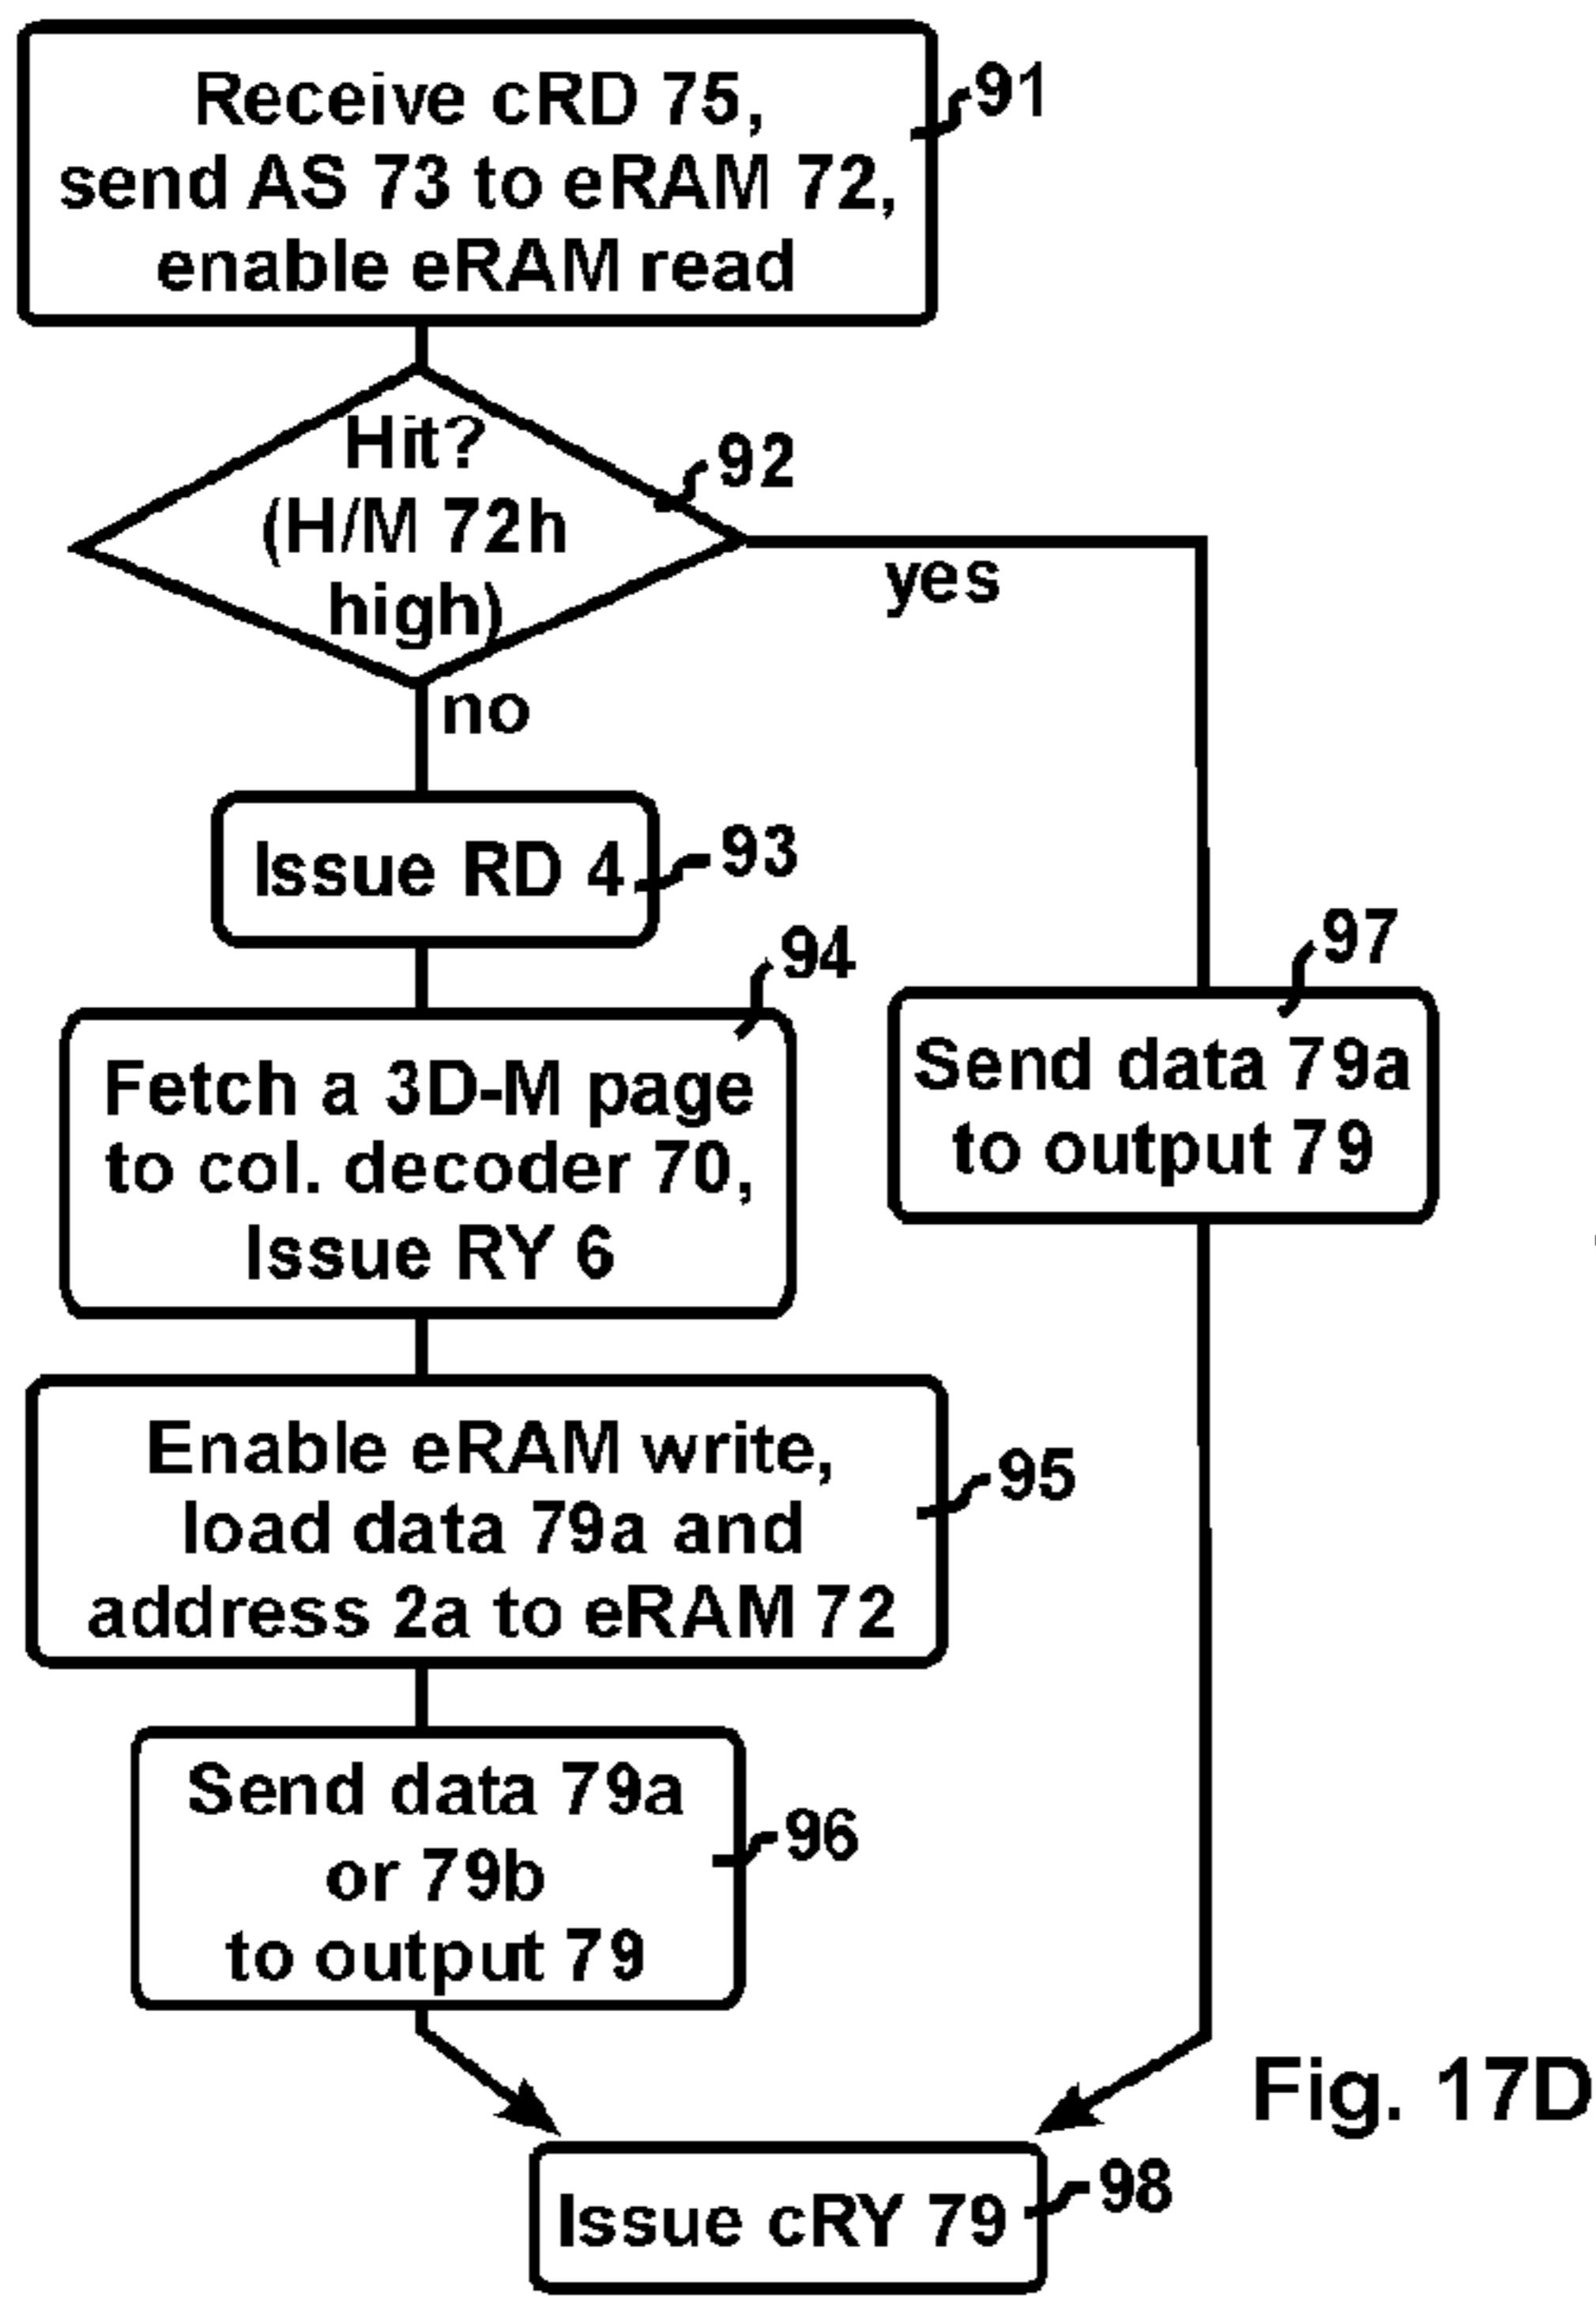 Receive cRD 75,
send AS 73 to eRAM 72,
enable eRAM read
91
Hit?
(H/M 72h
high)
92
yes
no
Issue RD 4
93
94
Fetch a 3D-M page
to col. decoder 70,
Issue RY 6
97
Send data 79a
to output 79
Enable eRAM write,
load data 79a and
address 2a to eRAM 72
95
Send data 79a
or 79b
to output 79
96
Fig. 17D
Issue cRY 79
98